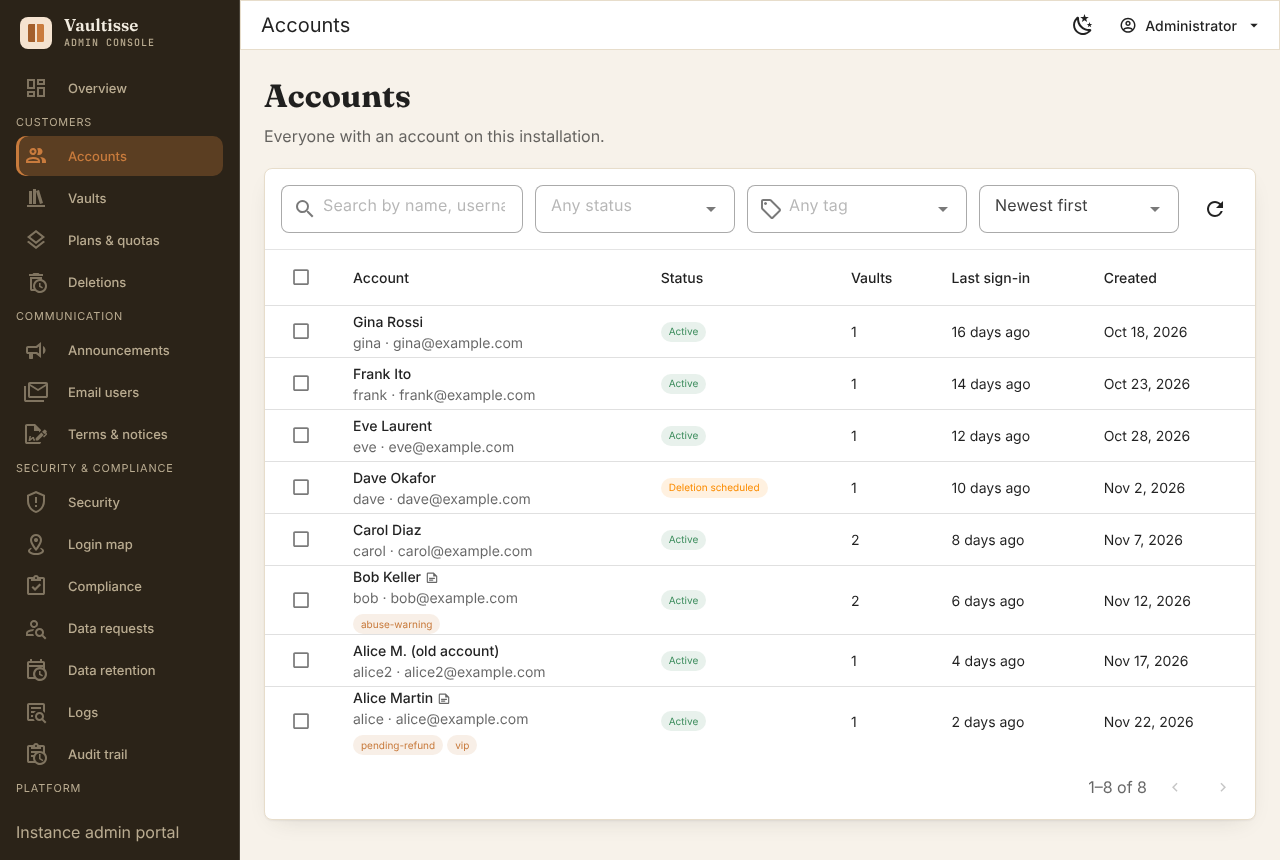 Vaultisse
ADMIN CONSOLE
Overview
CUSTOMERS
Accounts
Vaults
Plans & quotas
Deletions
COMMUNICATION
Announcements
Email users
Terms & notices
SECURITY & COMPLIANCE
Security
Login map
Compliance
Data requests
Data retention
Logs
Audit trail
PLATFORM
Instance admin portal
Accounts
Administrator
Accounts
Everyone with an account on this installation.
Search by name, userna
Any status
Any tag
Newest first
Account Status Vaults Last sign-in Created
Gina Rossi
gina · gina@example.com
Active 1 16 days ago Oct 18, 2026
Frank Ito
frank · frank@example.com
Active 1 14 days ago Oct 23, 2026
Eve Laurent
eve · eve@example.com
Active 1 12 days ago Oct 28, 2026
Dave Okafor
dave · dave@example.com
Deletion scheduled 1 10 days ago Nov 2, 2026
Carol Diaz
carol · carol@example.com
Active 2 8 days ago Nov 7, 2026
Bob Keller
bob · bob@example.com
abuse-warning
Active 2 6 days ago Nov 12, 2026
Alice M. (old account)
alice2 · alice2@example.com
Active 1 4 days ago Nov 17, 2026
Alice Martin
alice · alice@example.com
pending-refund vip
Active 1 2 days ago Nov 22, 2026
1–8 of 8